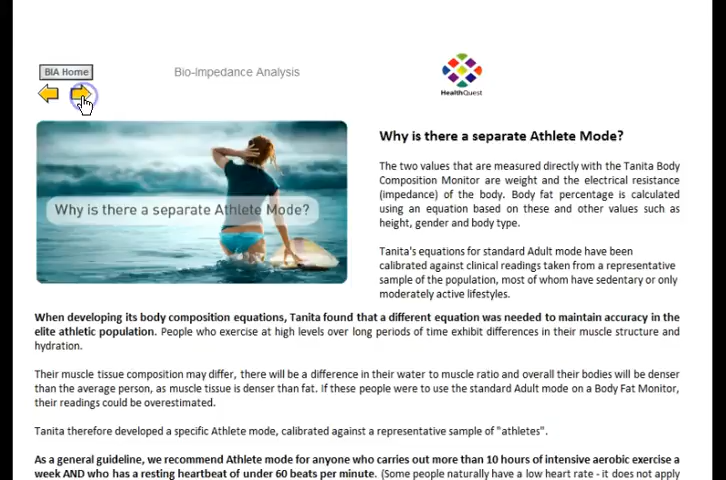 BIA Home
Bio-Impedance Analysis
HealthQuest
Why is there a separate Athlete Mode?
Why is there a separate Athlete Mode?
The two values that are measured directly with the Tanita Body
Composition Monitor are weight and the electrical resistance
(impedance) of the body. Body fat percentage is calculated
using an equation based on these and other values such as
height, gender and body type.
Tanita's equations for standard Adult mode have been
calibrated against clinical readings taken from a representative
sample of the population, most of whom have sedentary or only
moderately active lifestyles.
When developing its body composition equations, Tanita found that a different equation was needed to maintain accuracy in the
elite athletic population. People who exercise at high levels over long periods of time exhibit differences in their muscle structure and
hydration.
Their muscle tissue composition may differ, there will be a difference in their water to muscle ratio and overall their bodies will be denser
than the average person, as muscle tissue is denser than fat. If these people were to use the standard Adult mode on a Body Fat Monitor,
their readings could be overestimated.
Tanita therefore developed a specific Athlete mode, calibrated against a representative sample of "athletes".
As a general guideline, we recommend Athlete mode for anyone who carries out more than 10 hours of intensive aerobic exercise a
week AND who has a resting heartbeat of under 60 beats per minute. (Some people naturally have a low heart rate - it does not apply